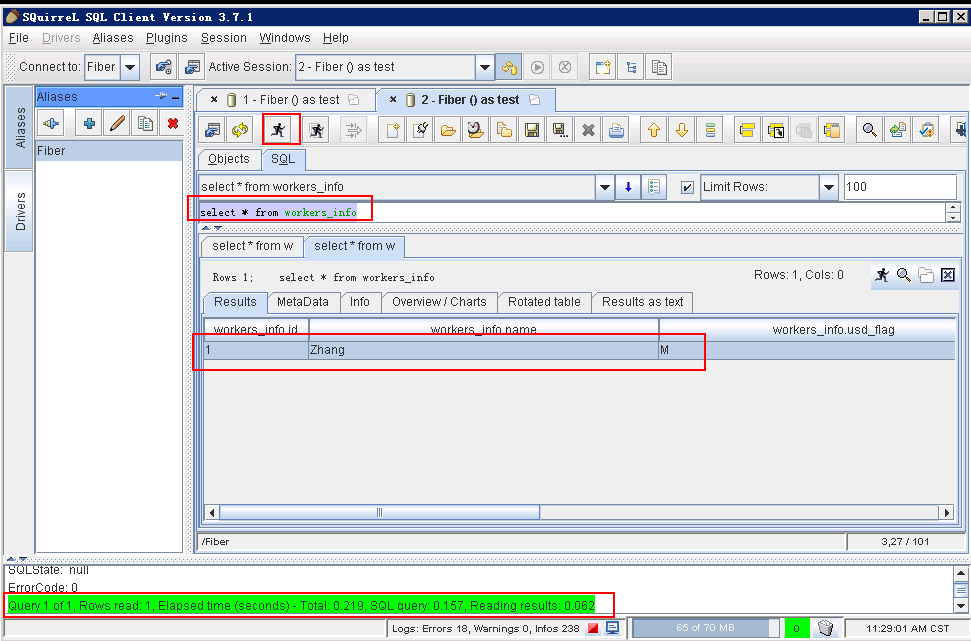 SQuirreL SQL Client Version 3.7.1
File Drivers Aliases Plugins Session Windows Help
Connect to: Fiber Active Session: 2 - Fiber () as test
Aliases
Drivers
Aliases
Fiber
1 - Fiber () as test 2 - Fiber () as test
Objects SQL
select * from workers_info Limit Rows: 100
select * from workers_info
select * from w select * from w
Rows 1; select * from workers_info Rows: 1, Cols: 0
Results MetaData Info Overview / Charts Rotated table Results as text
workers_info.id workers_info.name workers_info.usd_flag
1 Zhang M
/Fiber 3,27 / 101
SQLState: null
ErrorCode: 0
Query 1 of 1, Rows read: 1, Elapsed time (seconds) - Total: 0.219, SQL query: 0.157, Reading results: 0.062
Logs: Errors 18, Warnings 0, Infos 238 65 of 70 MB 0 11:29:01 AM CST